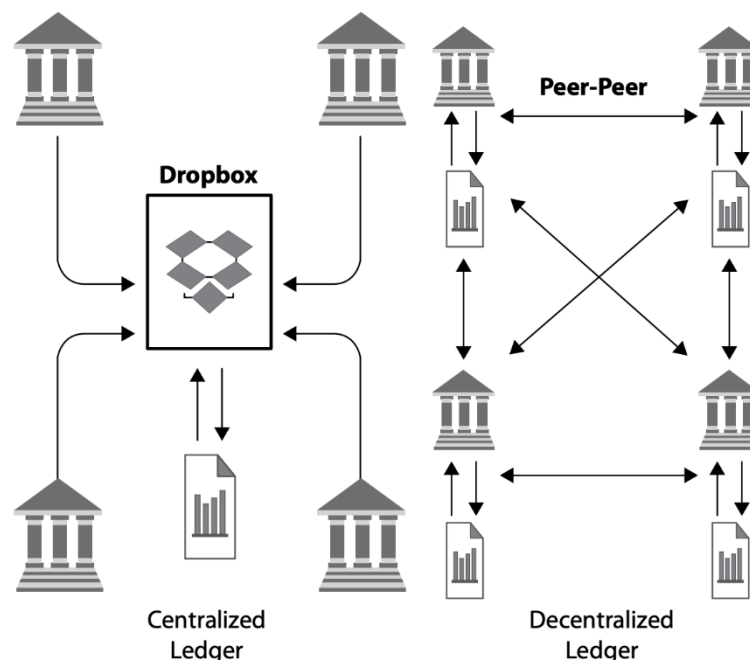 Peer-Peer
Dropbox
Centralized
Ledger
Decentralized
Ledger